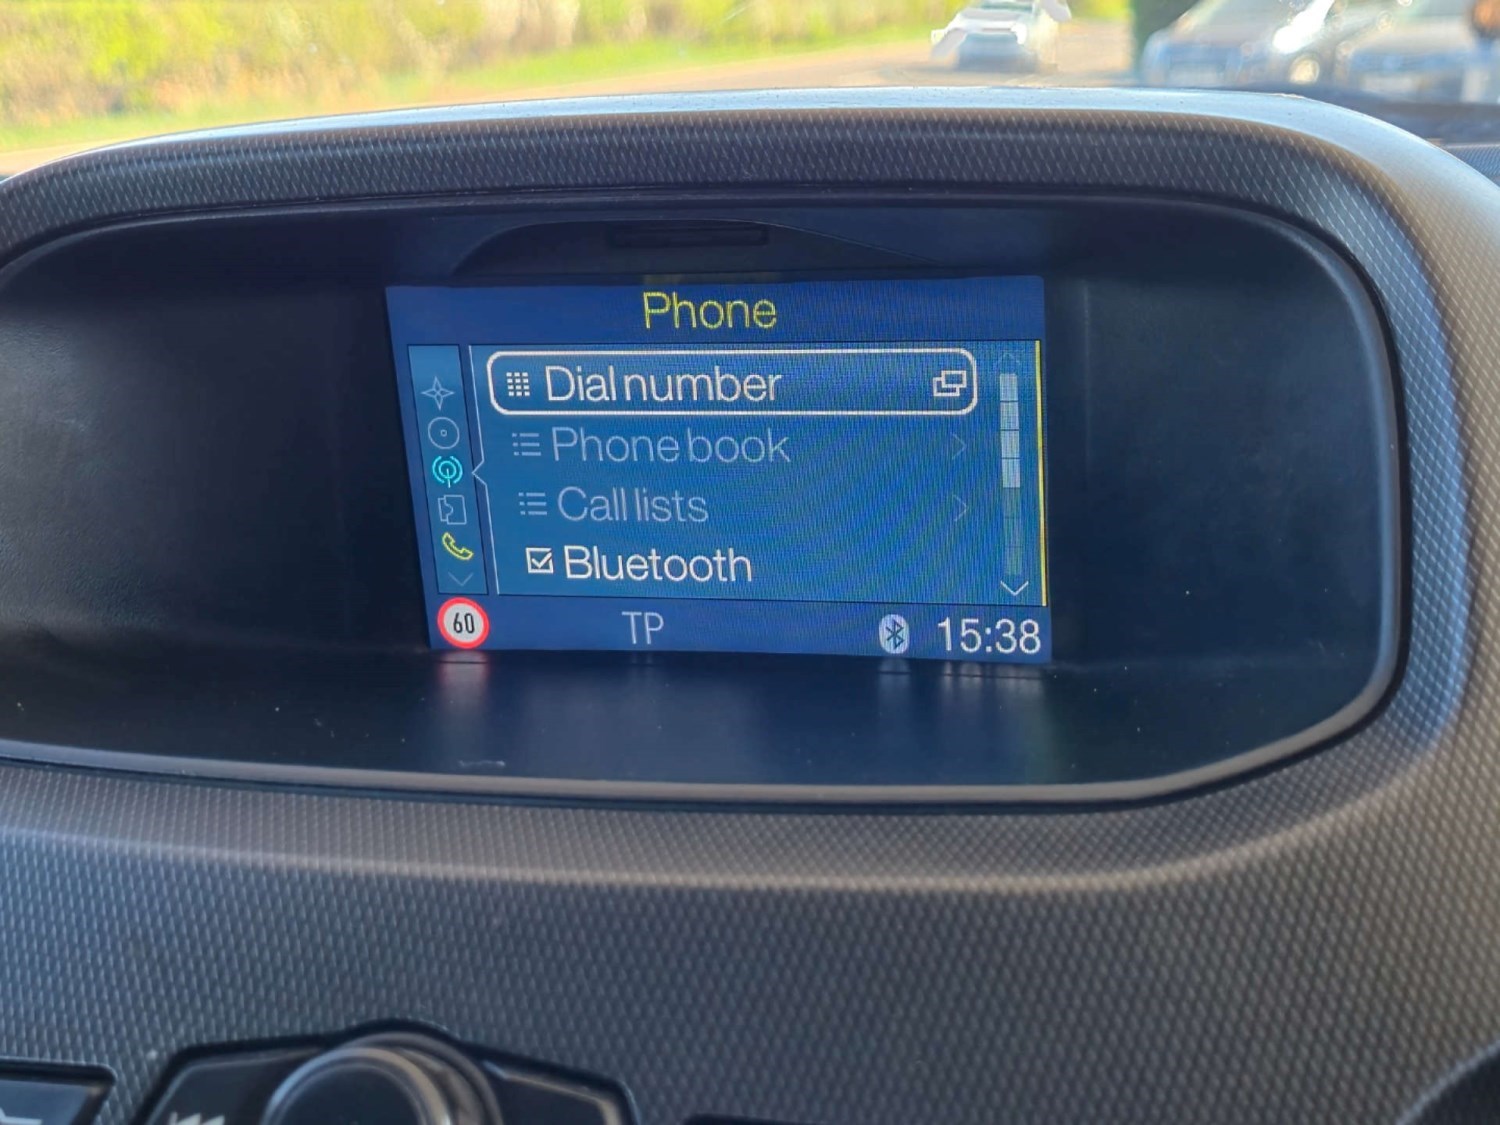 Phone
Dial number
Phone book
Call lists
Bluetooth
60 TP 15:38